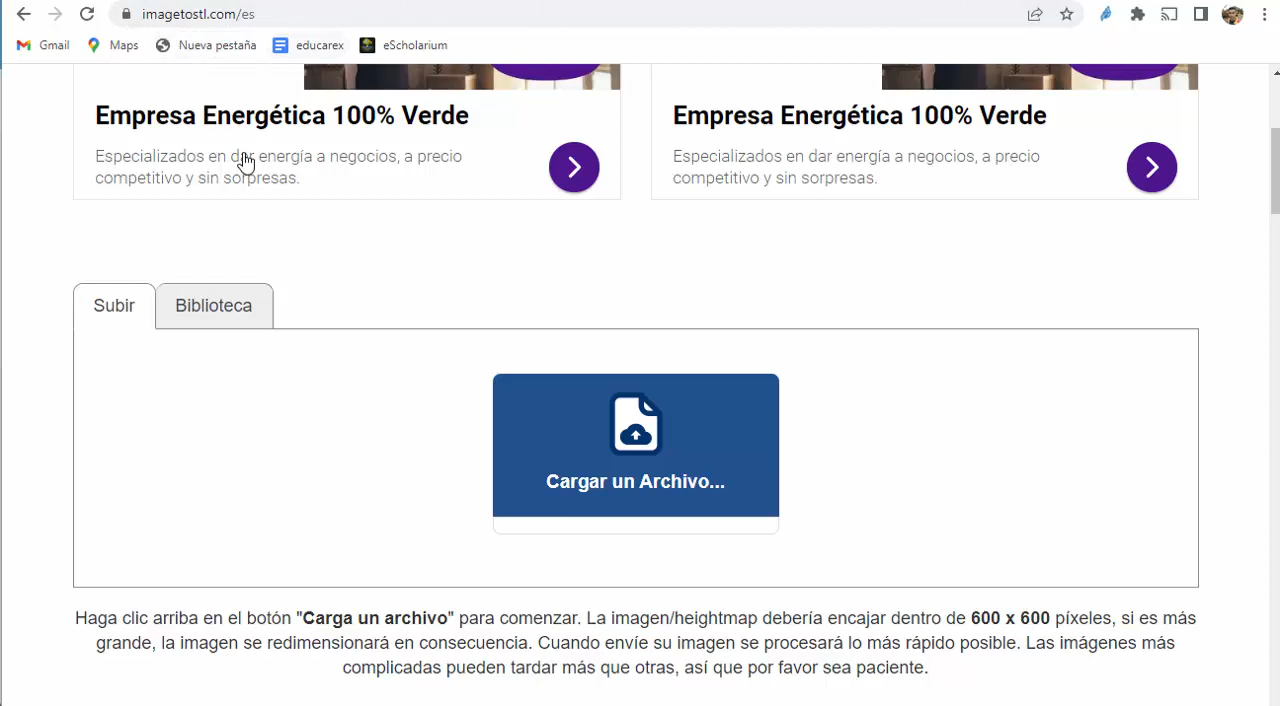 imagetostl.com/es
Gmail Maps Nueva pestaña educarex eScholarium
Empresa Energética 100% Verde
Especializados en dar energía a negocios, a precio
competitivo y sin sorpresas.
Empresa Energética 100% Verde
Especializados en dar energía a negocios, a precio
competitivo y sin sorpresas.
Subir Biblioteca
Cargar un Archivo...
Haga clic arriba en el botón "Carga un archivo" para comenzar. La imagen/heightmap debería encajar dentro de 600 x 600 píxeles, si es más
grande, la imagen se redimensionará en consecuencia. Cuando envíe su imagen se procesará lo más rápido posible. Las imágenes más
complicadas pueden tardar más que otras, así que por favor sea paciente.